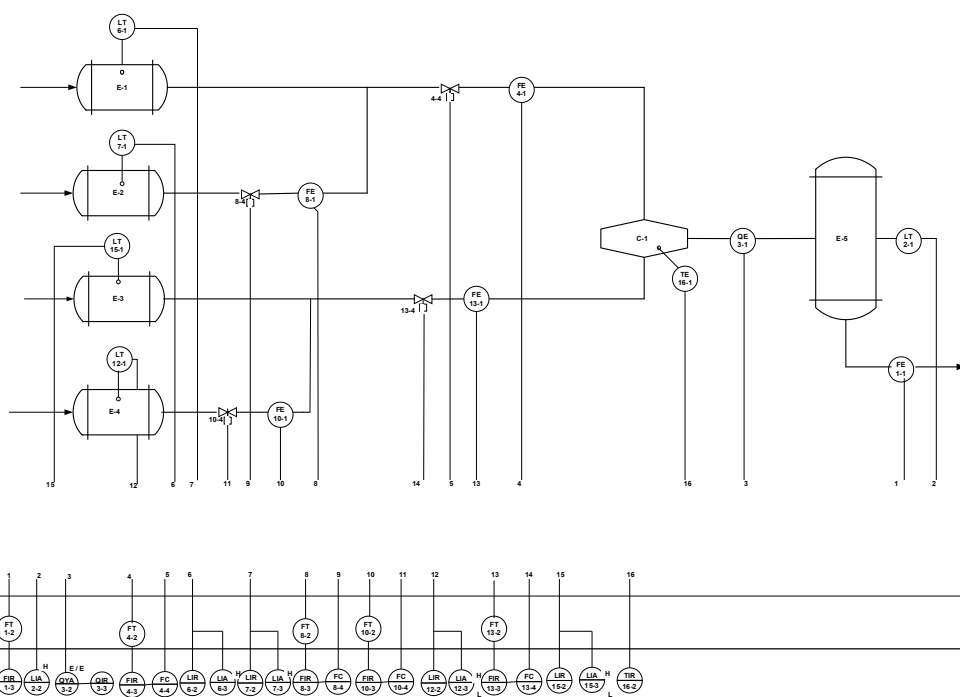 LT
6-1
E-1
4-4
FE
4-1
LT
7-1
E-2
8-4
FE
8-1
LT
15-1
E-3
13-4
FE
13-1
C-1
TE
16-1
QE
3-1
E-5
LT
2-1
FE
1-1
LT
12-1
E-4
10-4
FE
10-1
15 12 6 7 11 9 10 8 14 5 13 4 16 3 1 2
1 2 3 4 5 6 7 8 9 10 11 12 13 14 15 16
FT
1-2
FT
4-2
FT
8-2
FT
10-2
FT
13-2
FIR
1-3
LIA
2-2
H
E/E
QYA
3-2
QIR
3-3
FIR
4-3
FC
4-4
LIR
6-2
LIA
6-3
H
LIR
7-2
LIA
7-3
H
FIR
8-3
FC
8-4
FIR
10-3
FC
10-4
LIR
12-2
LIA
12-3
H
L
FIR
13-3
FC
13-4
LIR
15-2
LIA
15-3
H
L
TIR
16-2